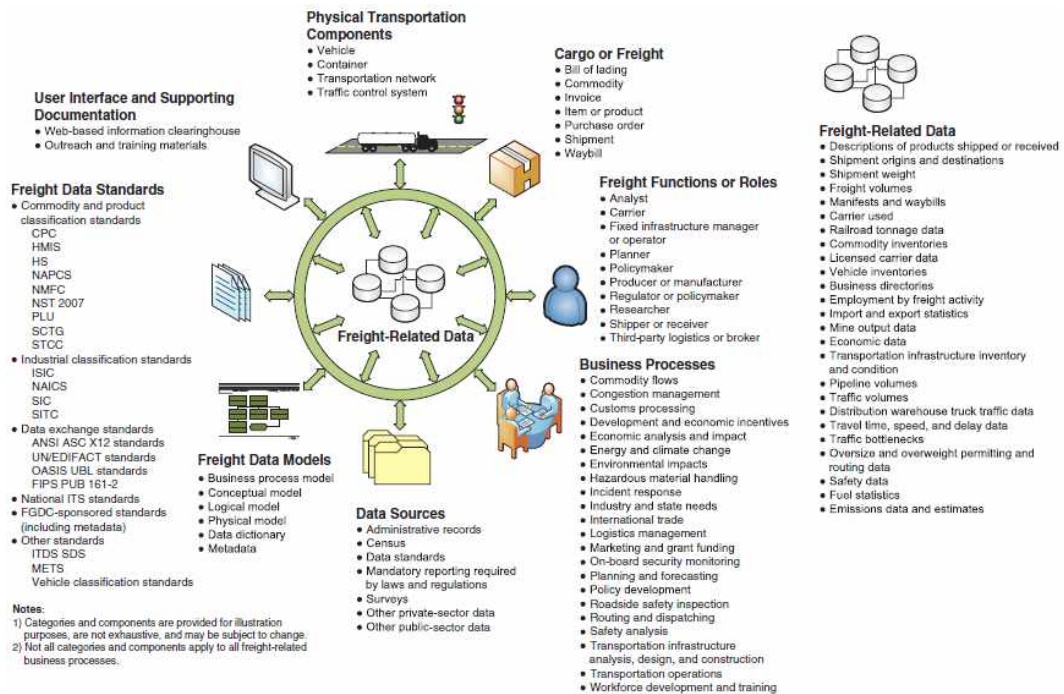 Physical Transportation
Components
● Vehicle
● Container
● Transportation network
● Traffic control system
Cargo or Freight
● Bill of lading
● Commodity
● Invoice
● Item or product
● Purchase order
● Shipment
● Waybill
User Interface and Supporting
Documentation
● Web-based information clearinghouse
● Outreach and training materials
Freight Data Standards
● Commodity and product
classification standards
CPC
HMIS
HS
NAPCS
NMFC
NST 2007
PLU
SCTG
STCC
● Industrial classification standards
ISIC
NAICS
SIC
SITC
● Data exchange standards
ANSI ASC X12 standards
UN/EDIFACT standards
OASIS UBL standards
FIPS PUB 161-2
● National ITS standards
● FGDC-sponsored standards
(including metadata)
● Other standards
ITDS SDS
METS
Vehicle classification standards
Freight-Related Data
Freight Functions or Roles
● Analyst
● Carrier
● Fixed infrastructure manager
or operator
● Planner
● Policymaker
● Producer or manufacturer
● Regulator or policymaker
● Researcher
● Shipper or receiver
● Third-party logistics or broker
Freight Data Models
● Business process model
● Conceptual model
● Logical model
● Physical model
● Data dictionary
● Metadata
Data Sources
● Administrative records
● Census
● Data standards
● Mandatory reporting required
by laws and regulations
● Surveys
● Other private-sector data
● Other public-sector data
Business Processes
● Commodity flows
● Congestion management
● Customs processing
● Development and economic incentives
● Economic analysis and impact
● Energy and climate change
● Environmental impacts
● Hazardous material handling
● Incident response
● Industry and state needs
● International trade
● Logistics management
● Marketing and grant funding
● On-board security monitoring
● Planning and forecasting
● Policy development
● Roadside safety inspection
● Routing and dispatching
● Safety analysis
● Transportation infrastructure
analysis, design, and construction
● Transportation operations
● Workforce development and training
Freight-Related Data
● Descriptions of products shipped or received
● Shipment origins and destinations
● Shipment weight
● Freight volumes
● Manifests and waybills
● Carrier used
● Railroad tonnage data
● Commodity inventories
● Licensed carrier data
● Vehicle inventories
● Business directories
● Employment by freight activity
● Import and export statistics
● Mine output data
● Economic data
● Transportation infrastructure inventory
and condition
● Pipeline volumes
● Traffic volumes
● Distribution warehouse truck traffic data
● Travel time, speed, and delay data
● Traffic bottlenecks
● Oversize and overweight permitting and
routing data
● Safety data
● Fuel statistics
● Emissions data and estimates
Notes:
1) Categories and components are provided for illustration
purposes, are not exhaustive, and may be subject to change.
2) Not all categories and components apply to all freight-related
business processes.